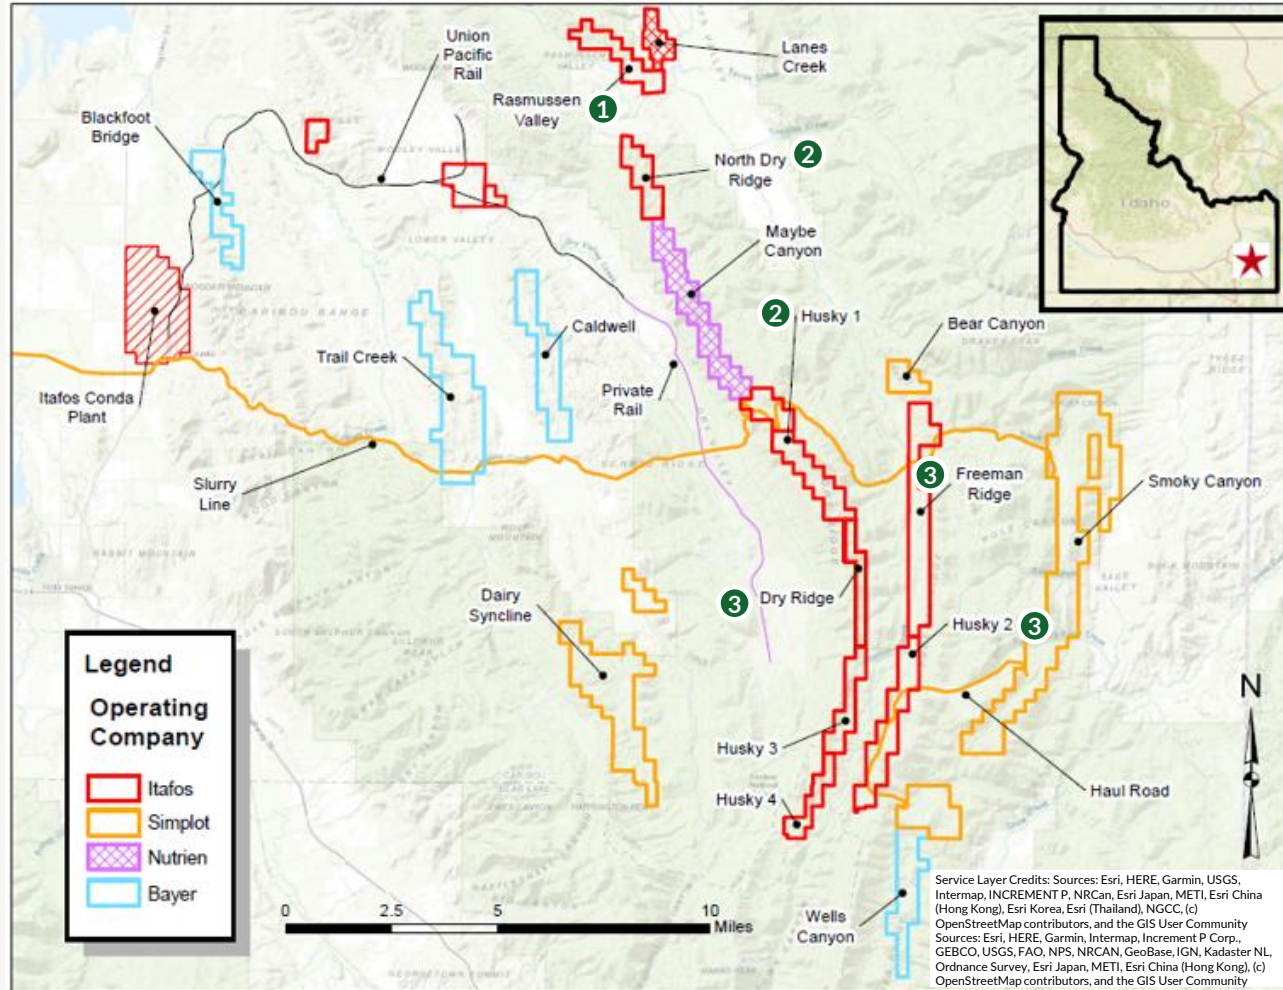 Union
Pacific
Rail
Lanes
Creek
Rasmussen
Valley
1
Blackfoot
Bridge
North Dry
Ridge
2
Idaho
LOWER VALLEY
Maybe
Canyon
CARIBOU RANGE
2
Husky 1
Bear Canyon
Caldwell
Trail Creek
Private
Rail
Itafos Conda
Plant
Slurry
Line
3
Freeman
Ridge
Smoky Canyon
Dairy
Syncline
3
Dry Ridge
Husky 2
3
Husky 3
Husky 4
Haul Road
Wells
Canyon
N
Legend
Operating
Company
Itafos
Simplot
Nutrien
Bayer
0
2.5
5
10
Miles
Service Layer Credits: Sources: Esri, HERE, Garmin, USGS,
Intermap, INCREMENT P, NRCan, Esri Japan, METI, Esri China
(Hong Kong), Esri Korea, Esri (Thailand), NGCC, (c)
OpenStreetMap contributors, and the GIS User Community
Sources: Esri, HERE, Garmin, Intermap, Increment P Corp.,
GEBCO, USGS, FAO, NPS, NRCAN, GeoBase, IGN, Kadaster NL,
Ordnance Survey, Esri Japan, METI, Esri China (Hong Kong), (c)
OpenStreetMap contributors, and the GIS User Community